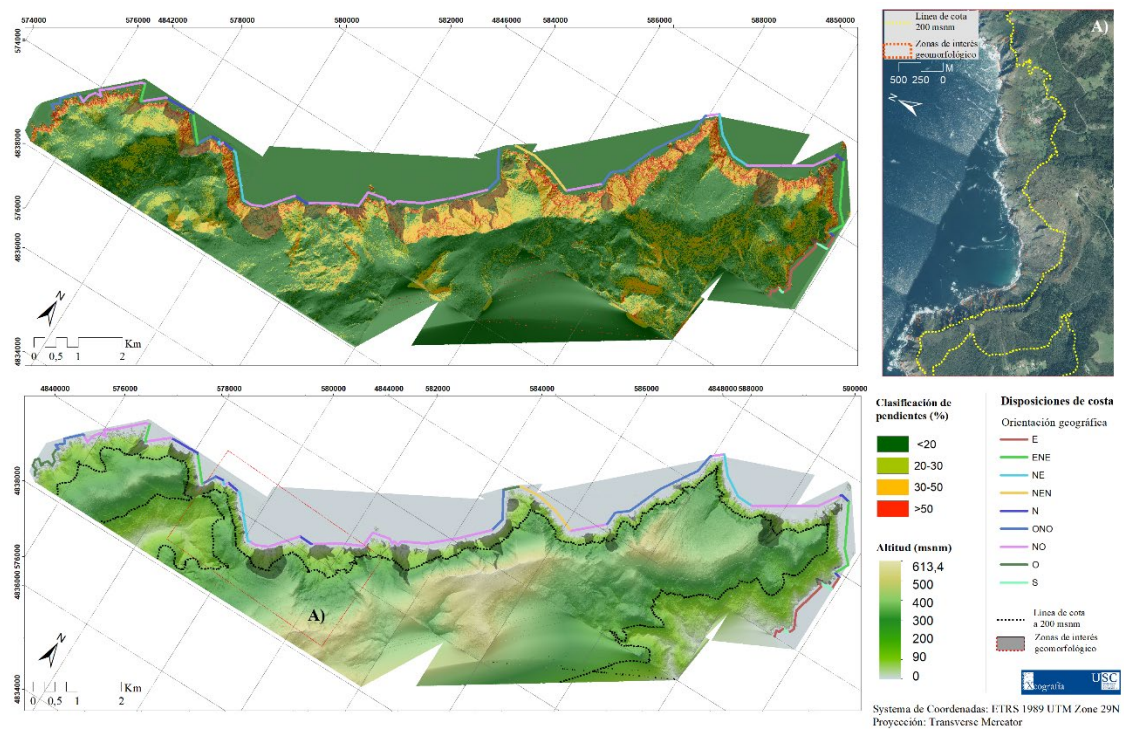 574000
576000
4842000
578000
580000
582000
4846000
584000
586000
588000
4850000
574000
4838000
576000
4836000
4834000
N
Km
0 0,5 1 2
Linea de cota
200 msnm
Zonas de interés
geomorfológico
A)
500 250 0 M
N
4840000
576000
578000
580000
4844000
582000
584000
586000
4848000
588000
590000
4838000
576000
4836000
4834000
A)
N
Km
0 0,5 1 2
Clasificación de
pendientes (%)
<20
20-30
30-50
>50
Altitud (msnm)
613,4
500
400
300
200
90
0
Disposiciones de costa
Orientación geográfica
E
ENE
NE
NEN
N
ONO
NO
O
S
Linea de cota
a 200 msnm
Zonas de interés
geomorfológico
Xeografía
USC
Systema de Coordenadas: ETRS 1989 UTM Zone 29N
Proyección: Transverse Mercator